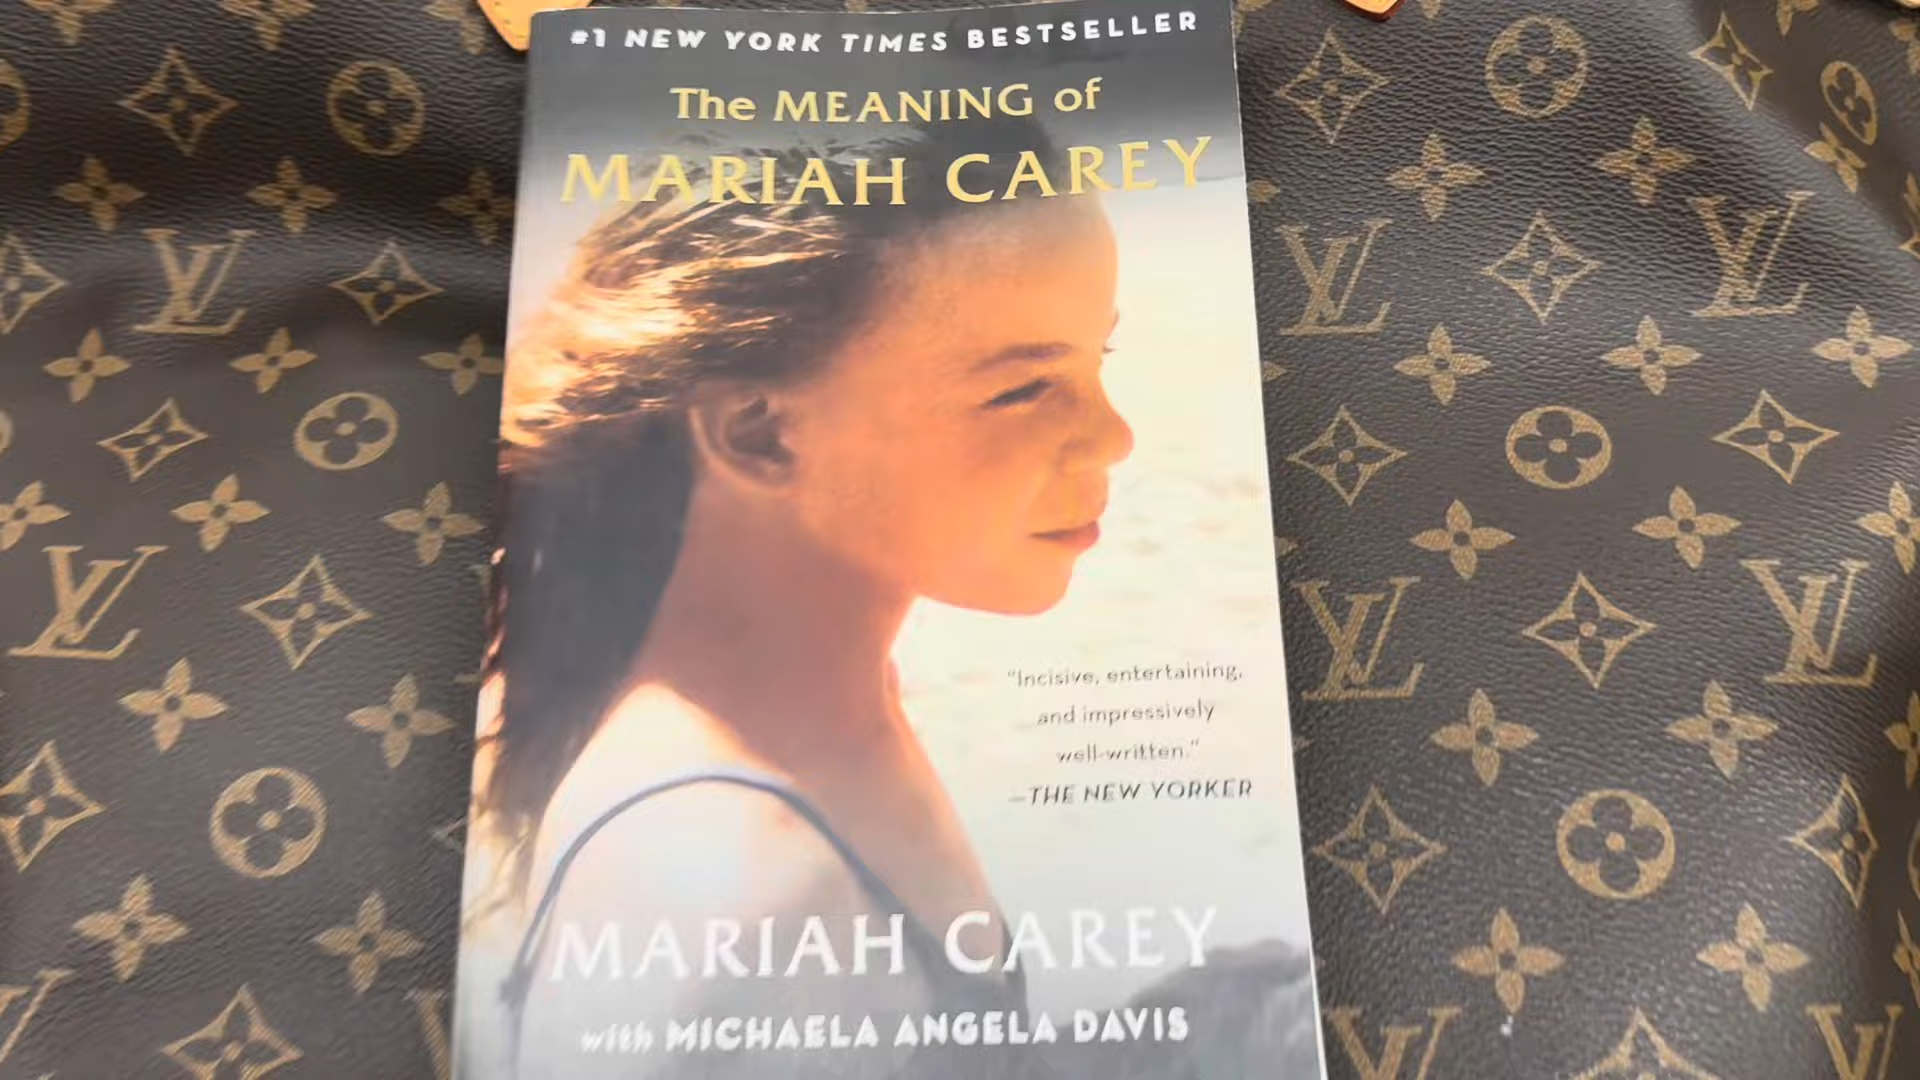 #1 NEW YORK TIMES BESTSELLER
The MEANING of
MARIAH CAREY
"Incisive, entertaining,
and impressively
well-written."
—THE NEW YORKER
MARIAH CAREY
with MICHAELA ANGELA DAVIS